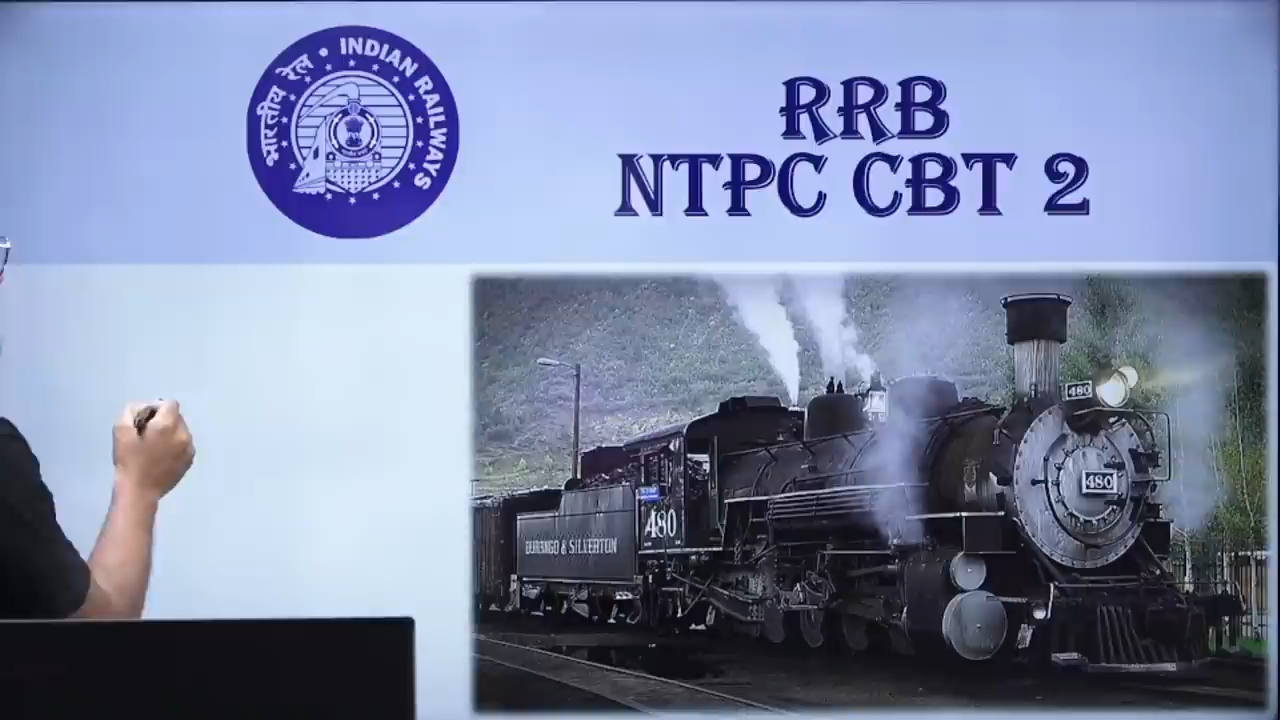 भारतीय रेल • INDIAN RAILWAYS
RRB
NTPC CBT 2
480
480
480
DURANGO & SILVERTON